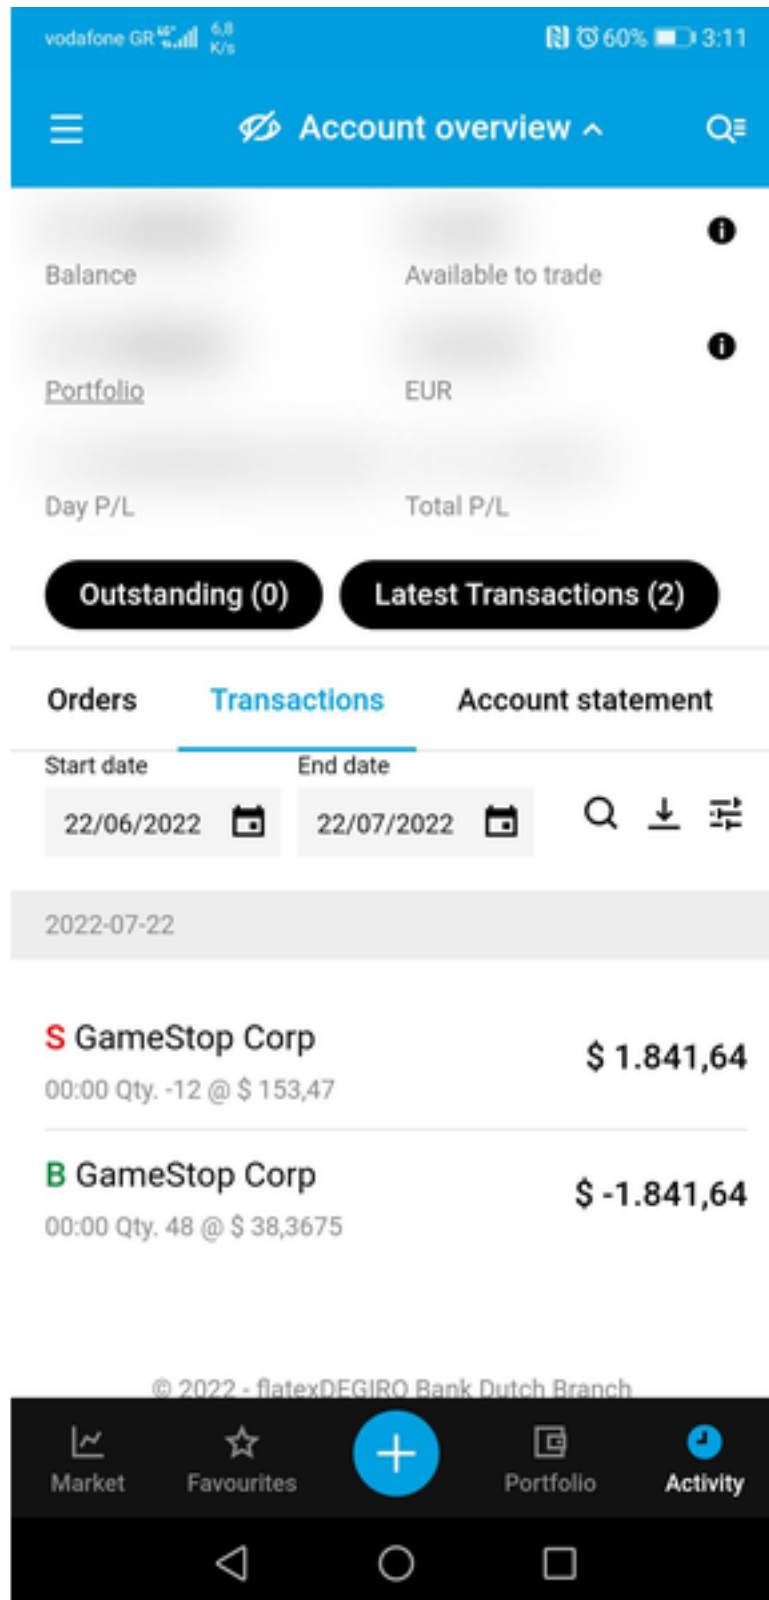 vodafone GR 4G+ 6,8 K/s 60% 3:11
Account overview
Balance Available to trade
Portfolio EUR
Day P/L Total P/L
Outstanding (0) Latest Transactions (2)
Orders Transactions Account statement
Start date End date
22/06/2022 22/07/2022
2022-07-22
S GameStop Corp $ 1.841,64
00:00 Qty. -12 @ $ 153,47
B GameStop Corp $ -1.841,64
00:00 Qty. 48 @ $ 38,3675
© 2022 - flatexDEGIRO Bank Dutch Branch
Market Favourites Portfolio Activity